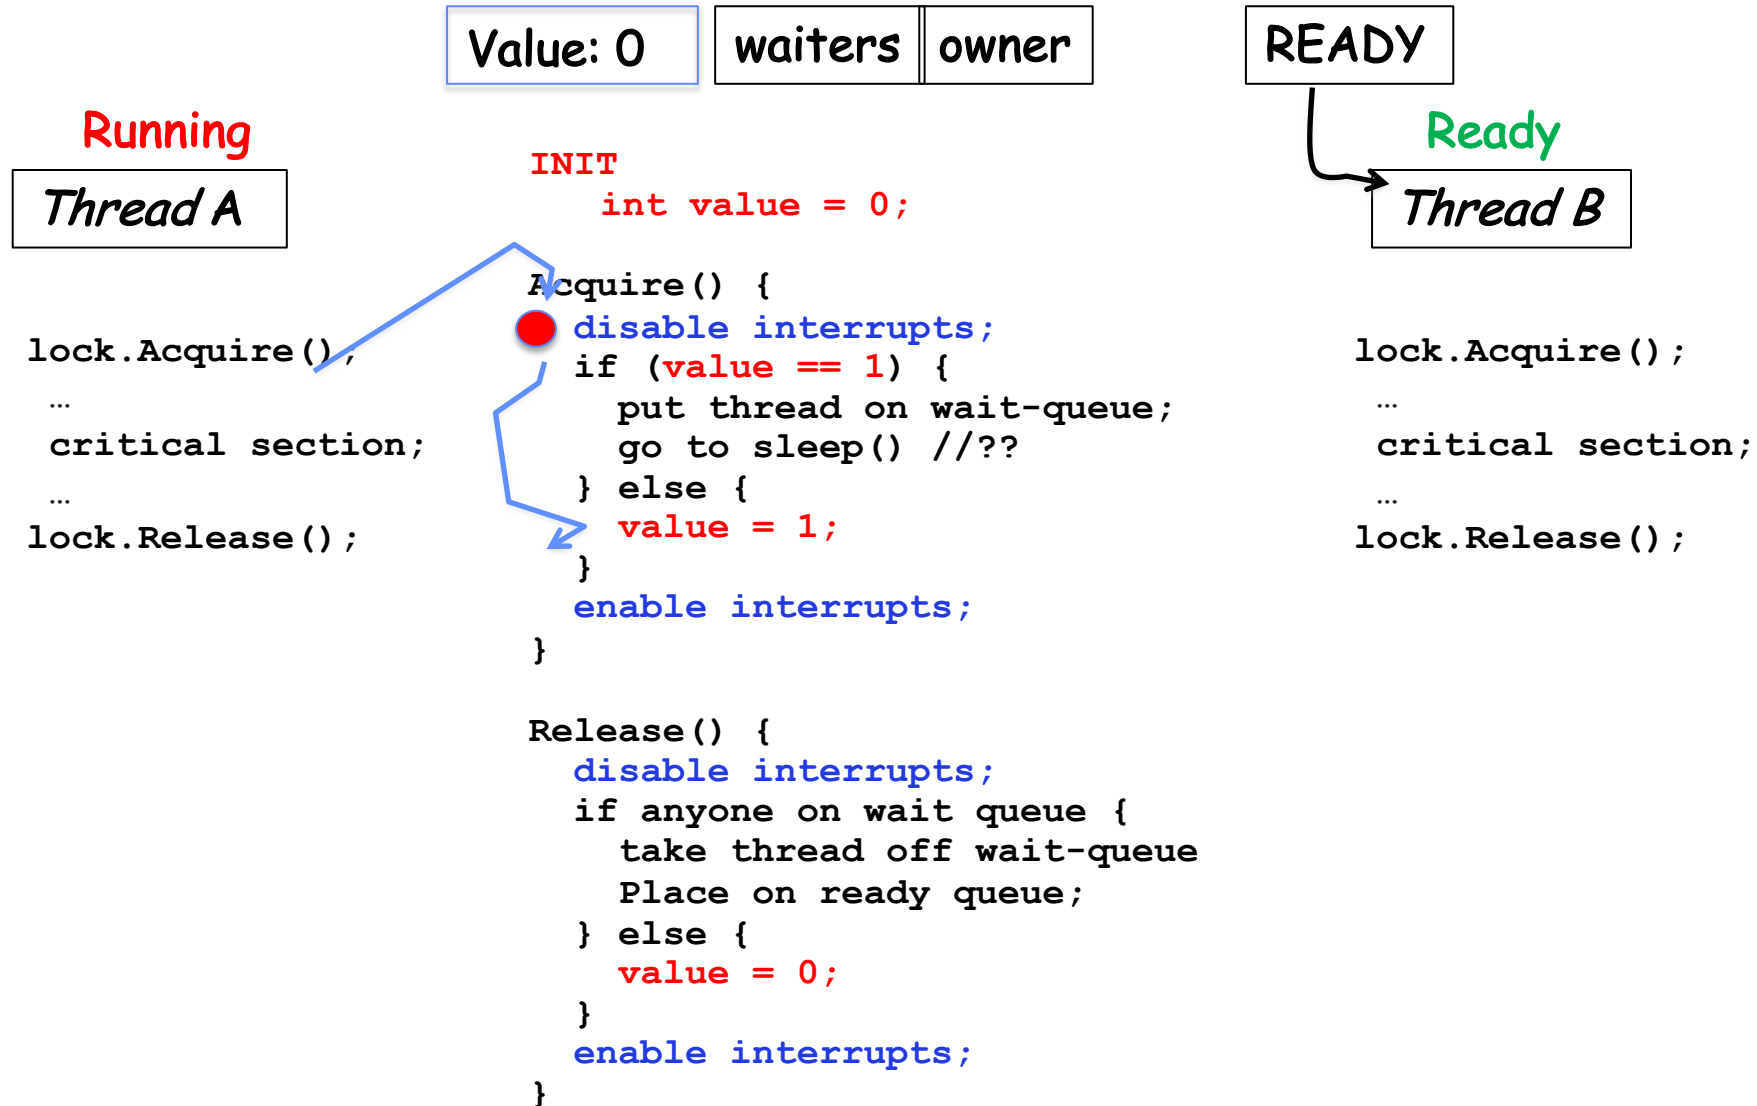 Value: 0
waiters
owner
READY
Running
Thread A
lock.Acquire();
…
critical section;
…
lock.Release();
INIT
int value = 0;
Acquire() {
disable interrupts;
if (value == 1) {
put thread on wait-queue;
go to sleep() //??
} else {
value = 1;
}
enable interrupts;
}
Release() {
disable interrupts;
if anyone on wait queue {
take thread off wait-queue
Place on ready queue;
} else {
value = 0;
}
enable interrupts;
}
Ready
Thread B
lock.Acquire();
…
critical section;
…
lock.Release();